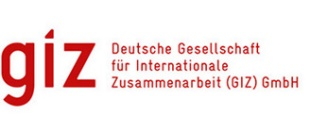 giz
Deutsche Gesellschaft
für Internationale
Zusammenarbeit (GIZ) GmbH